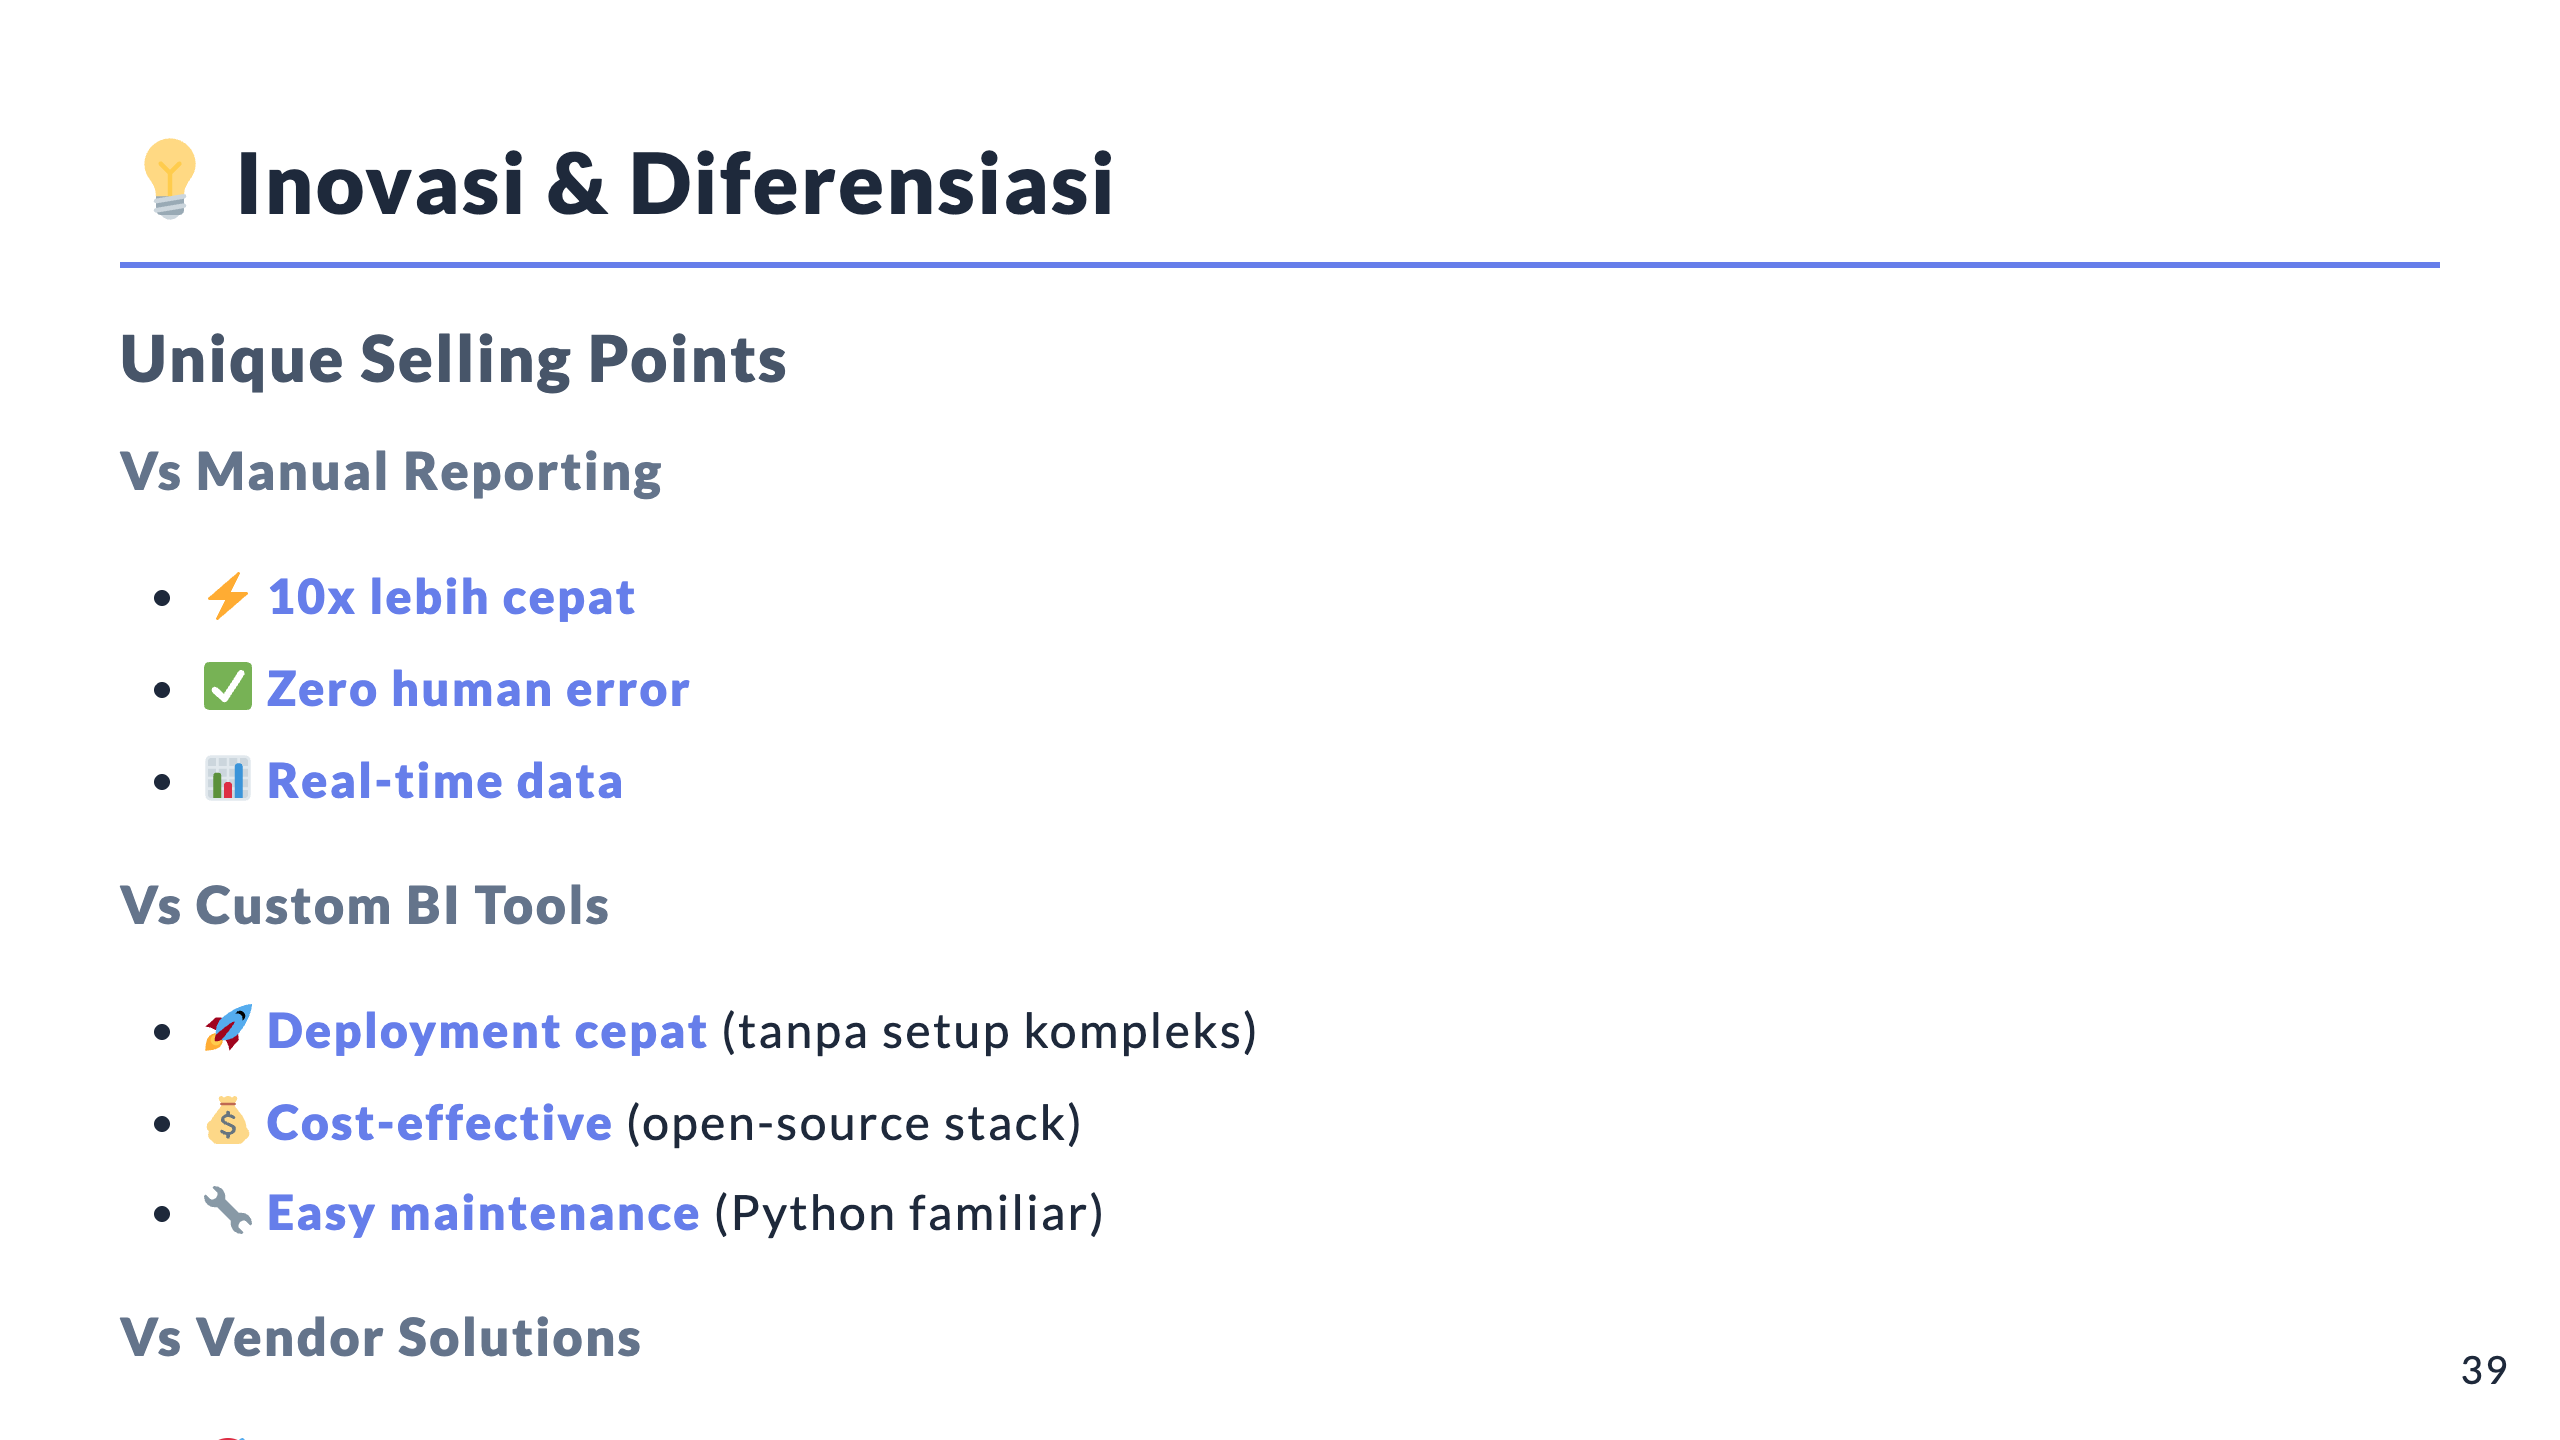 💡 Inovasi & Diferensiasi
Unique Selling Points
Vs Manual Reporting
• ⚡ 10x lebih cepat
• ✅ Zero human error
• 📊 Real-time data
Vs Custom BI Tools
• 🚀 Deployment cepat (tanpa setup kompleks)
• 💰 Cost-effective (open-source stack)
• 🔧 Easy maintenance (Python familiar)
Vs Vendor Solutions
39